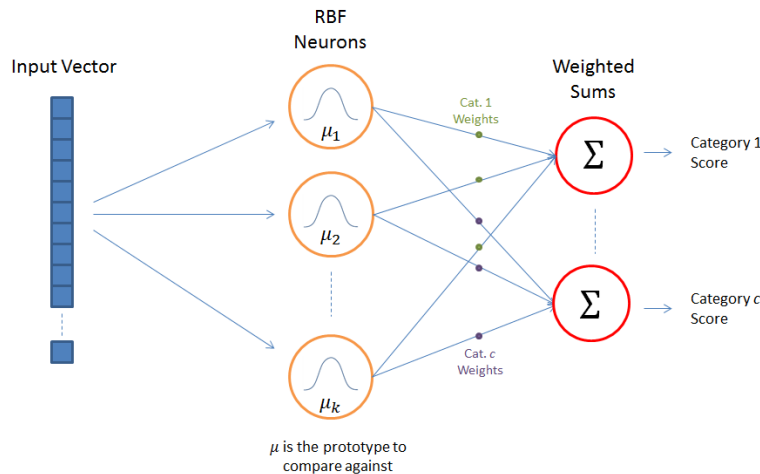 RBF
Neurons
Input Vector
Weighted
Sums
Cat. 1
Weights
μ1
Σ
Category 1
Score
μ2
Σ
Category c
Score
Cat. c
Weights
μk
μ is the prototype to
compare against